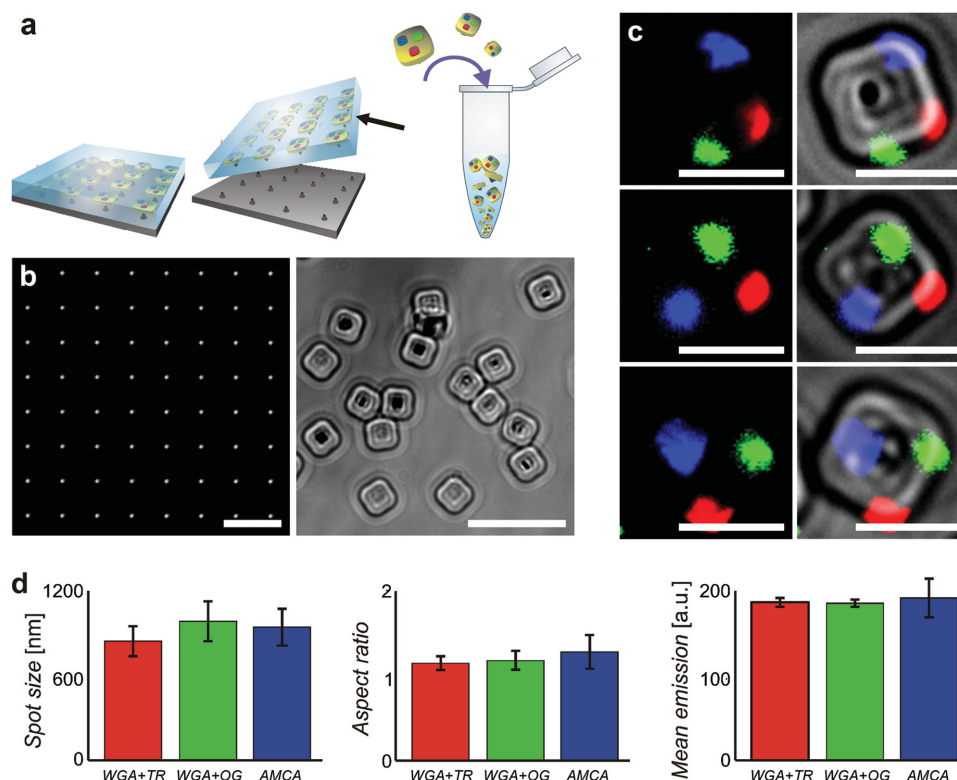 a
c
b
d
Spot size [nm]
1200
600
0
WGA+TR WGA+OG AMCA
Aspect ratio
2
1
0
WGA+TR WGA+OG AMCA
Mean emission [a.u.]
200
100
0
WGA+TR WGA+OG AMCA